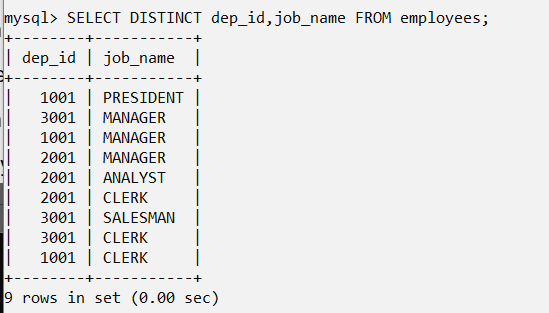 mysql> SELECT DISTINCT dep_id,job_name FROM employees;
+--------+-----------+
| dep_id | job_name  |
+--------+-----------+
|   1001 | PRESIDENT |
|   3001 | MANAGER   |
|   1001 | MANAGER   |
|   2001 | MANAGER   |
|   2001 | ANALYST   |
|   2001 | CLERK     |
|   3001 | SALESMAN  |
|   3001 | CLERK     |
|   1001 | CLERK     |
+--------+-----------+
9 rows in set (0.00 sec)